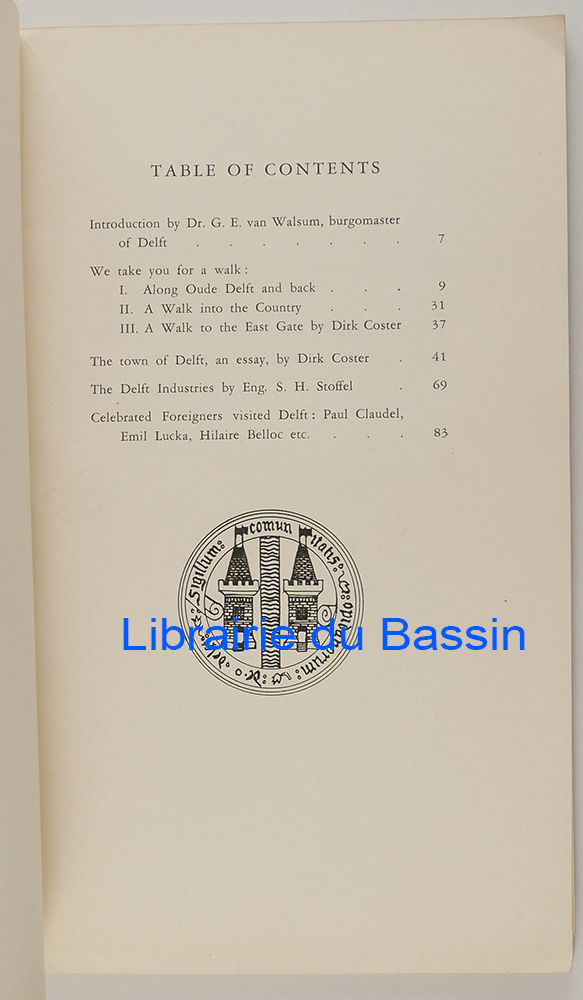 TABLE OF CONTENTS
Introduction by Dr. G. E. van Walsum, burgomaster
of Delft . . . . . . . 7
We take you for a walk :
I. Along Oude Delft and back . . . 9
II. A Walk into the Country . . . 31
III. A Walk to the East Gate by Dirk Coster 37
The town of Delft, an essay, by Dirk Coster . 41
The Delft Industries by Eng. S. H. Stoffel . 69
Celebrated Foreigners visited Delft : Paul Claudel,
Emil Lucka, Hilaire Belloc etc. . . . 83
Sigillum: comun
Librairie du Bassin